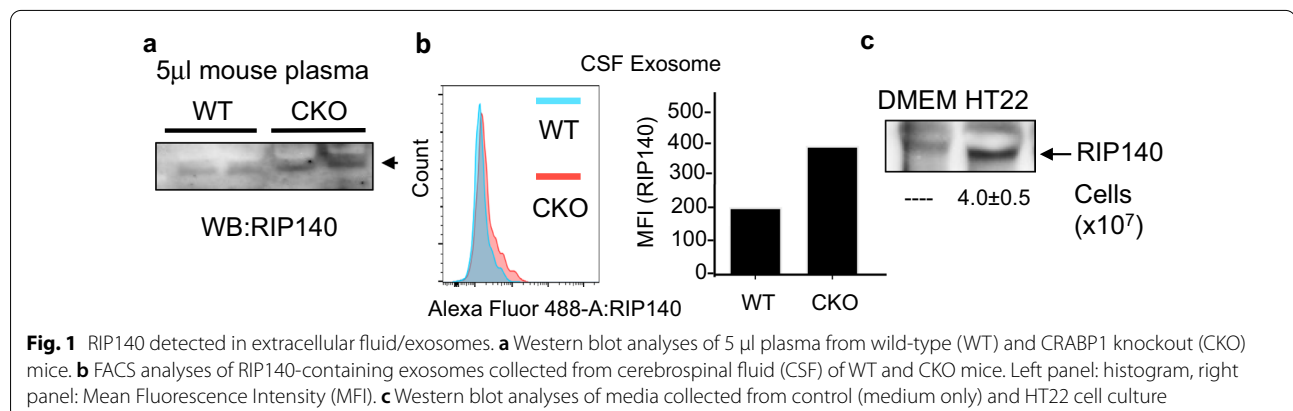 a
5µl mouse plasma
WT CKO
WB:RIP140
b
CSF Exosome
Count
WT
CKO
Alexa Fluor 488-A:RIP140
MFI (RIP140)
500
400
300
200
100
0
WT CKO
c
DMEM HT22
RIP140
---- 4.0±0.5 Cells
(x10⁷)
Fig. 1 RIP140 detected in extracellular fluid/exosomes. a Western blot analyses of 5 µl plasma from wild-type (WT) and CRABP1 knockout (CKO)
mice. b FACS analyses of RIP140-containing exosomes collected from cerebrospinal fluid (CSF) of WT and CKO mice. Left panel: histogram, right
panel: Mean Fluorescence Intensity (MFI). c Western blot analyses of media collected from control (medium only) and HT22 cell culture